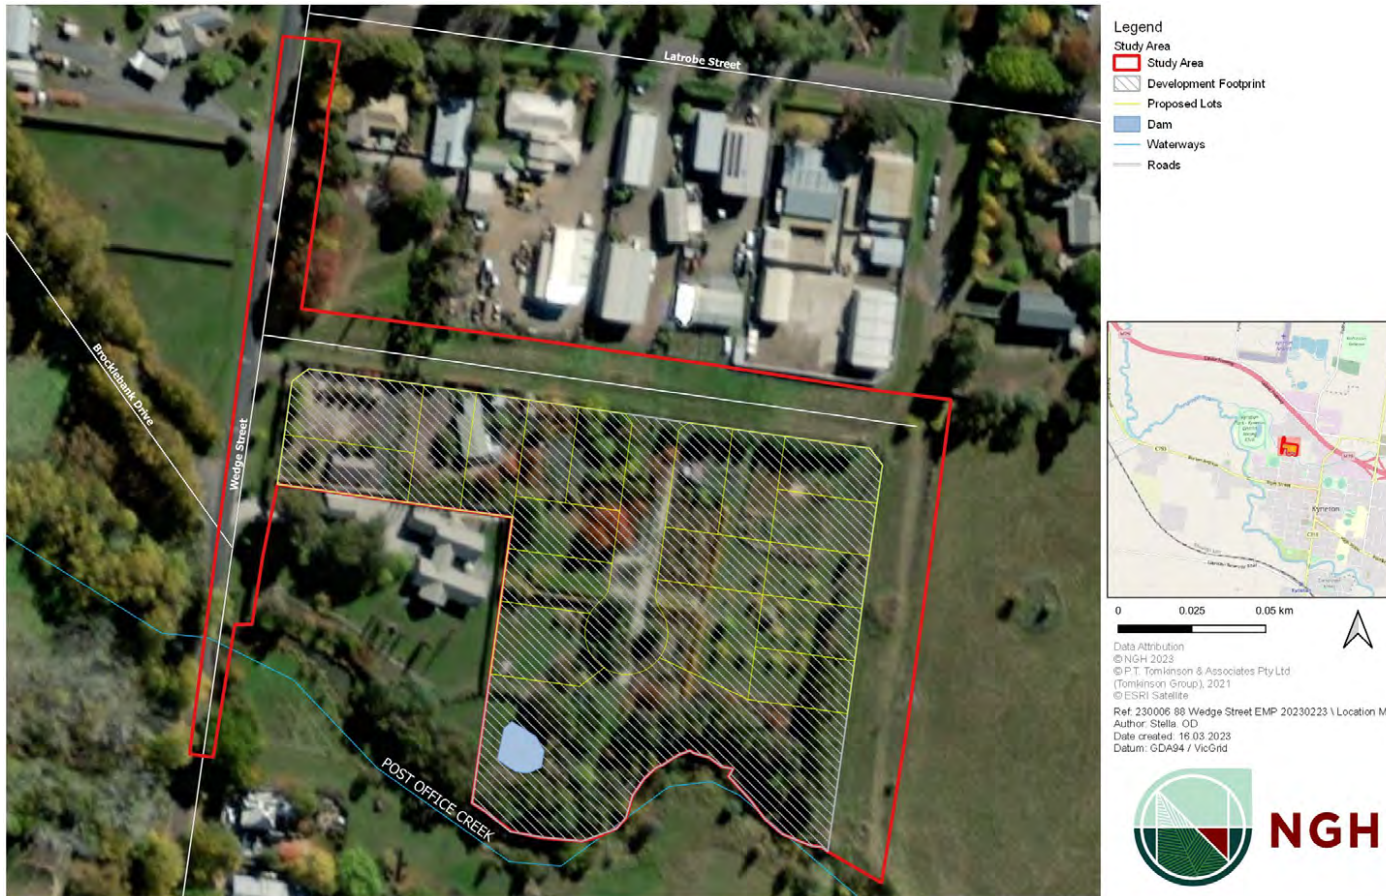 Latrobe Street
Brocklebank Drive
Wedge Street
POST OFFICE CREEK
Legend
Study Area
Study Area
Development Footprint
Proposed Lots
Dam
Waterways
Roads
Kyneton
0 0.025 0.05 km
Data Attribution
© NGH 2023
© P.T. Tomkinson & Associates Pty Ltd
(Tomkinson Group), 2021
© ESRI Satellite
Ref: 230006 88 Wedge Street EMP 20230223 \ Location M
Author: Stella. OD
Date created: 16.03.2023
Datum: GDA94 / VicGrid
NGH